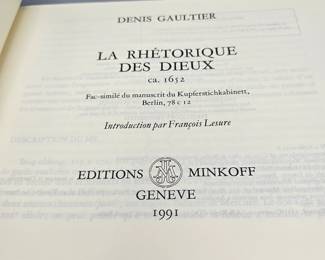 DENIS GAULTIER
LA RHÉTORIQUE
DES DIEUX
ca. 1652
Fac-similé du manuscrit du Kupferstichkabinett,
Berlin, 78 c 12
Introduction par François Lesure
EDITIONS MINKOFF
GENEVE
1991